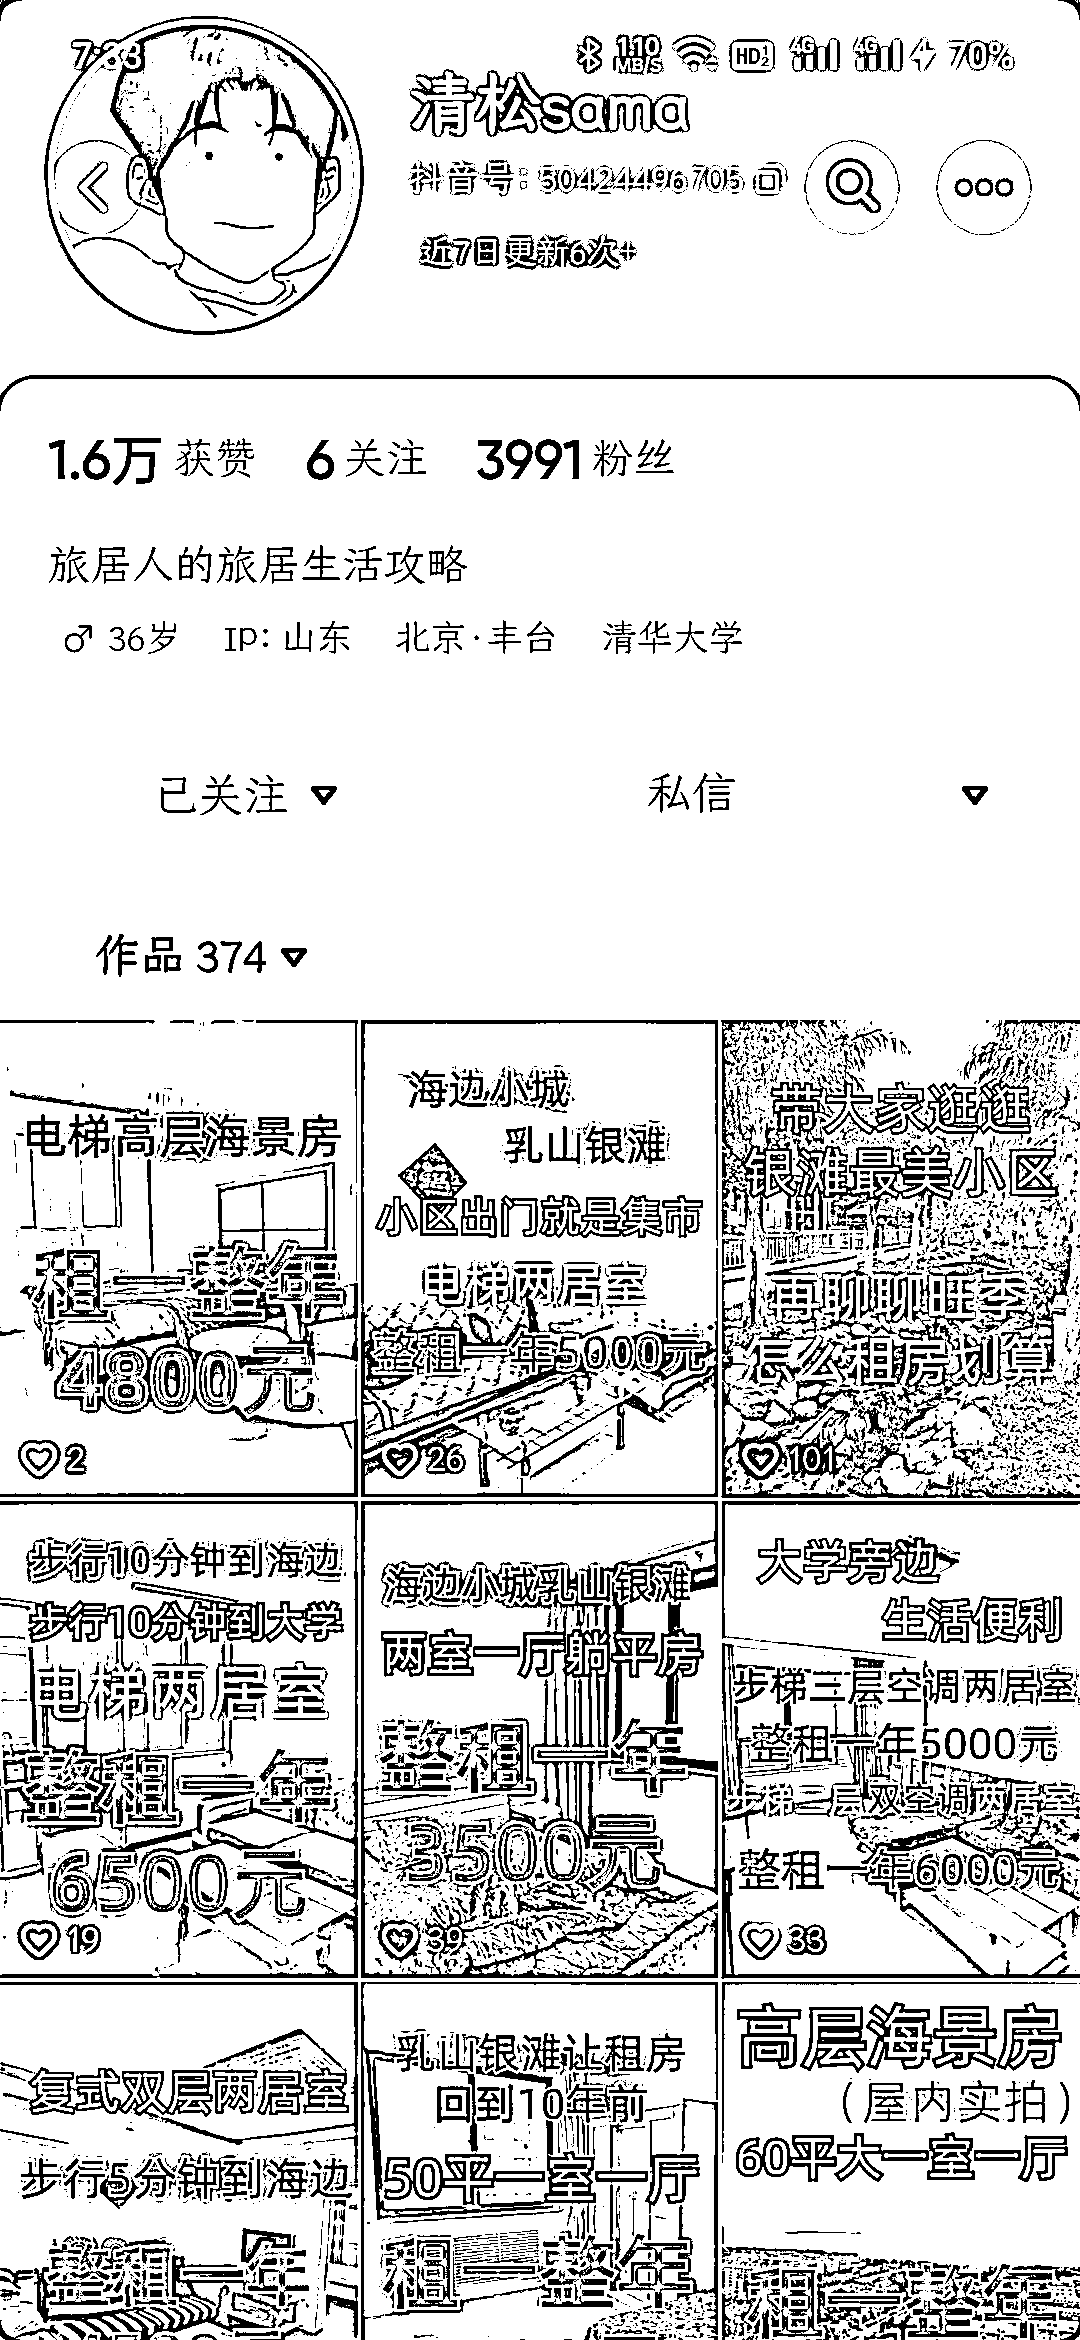 7:33 110 MB/S HD 4G 4G 70%
清松sama
抖音号: 50424496705
近7日更新6次+
1.6万 获赞 6 关注 3991 粉丝
旅居人的旅居生活攻略
♂ 36岁 IP: 山东 北京·丰台 清华大学
已关注 私信
作品 374
电梯高层海景房
租一整年
4800元
2
海边小城
乳山银滩
小区出门就是集市
电梯两居室
整租一年5000元
26
带大家逛逛
银滩最美小区
再聊聊旺季
怎么租房划算
101
步行10分钟到海边
步行10分钟到大学
电梯两居室
整租一年
6500元
19
海边小城乳山银滩
两室一厅躺平房
整租一年
3500元
39
大学旁边
生活便利
步梯三层空调两居室
整租一年5000元
步梯二层双空调两居室
整租一年6000元
33
复式双层两居室
步行5分钟到海边
整租一年
乳山银滩让租房
回到10年前
50平一室一厅
租一整年
高层海景房
（屋内实拍）
60平大一室一厅
租一整年